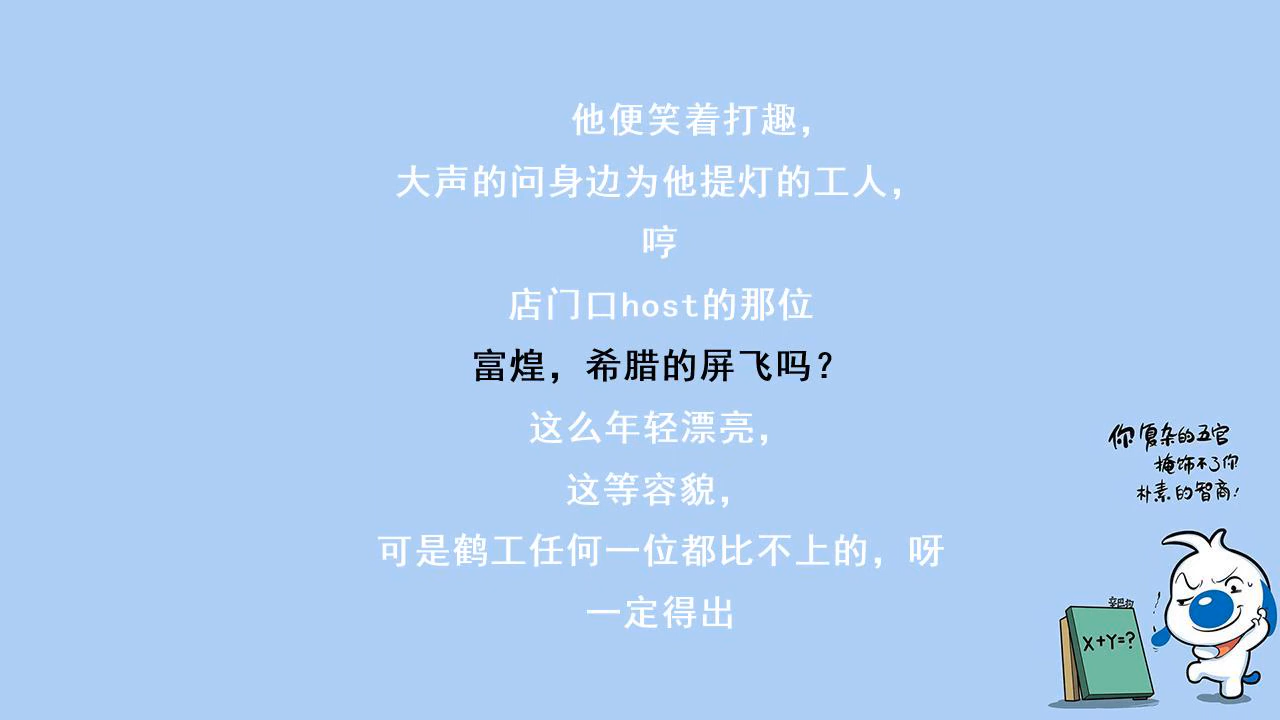 他便笑着打趣，
大声的问身边为他提灯的工人，
哼
店门口host的那位
富煌，希腊的屏飞吗？
这么年轻漂亮，
这等容貌，
可是鹤工任何一位都比不上的，呀
一定得出
你复杂的五官
掩饰不了你
朴素的智商！
X+Y=?